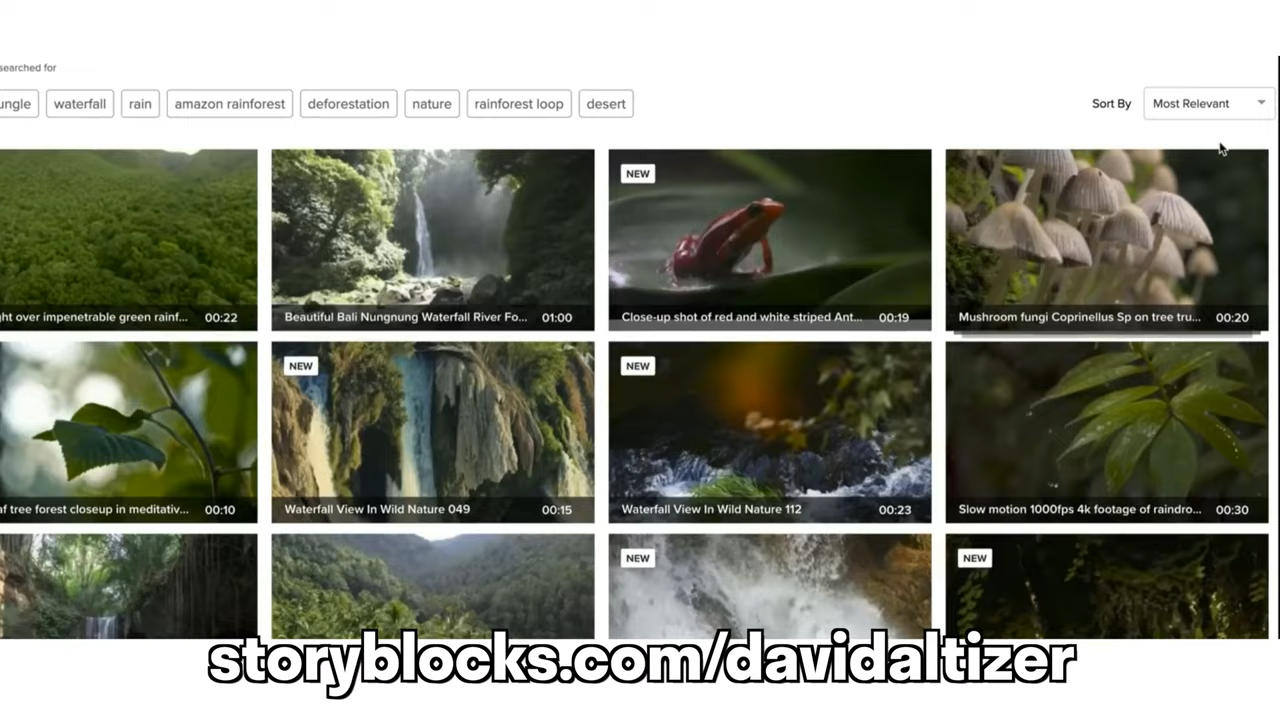 searched for
ungle
waterfall
rain
amazon rainforest
deforestation
nature
rainforest loop
desert
Sort By
Most Relevant
ht over impenetrable green rainf... 00:22
Beautiful Bali Nungnung Waterfall River Fo... 01:00
NEW
Close-up shot of red and white striped Ant... 00:19
Mushroom fungi Coprinellus Sp on tree tru... 00:20
af tree forest closeup in meditativ... 00:10
NEW
Waterfall View In Wild Nature 049 00:15
NEW
Waterfall View In Wild Nature 112 00:23
Slow motion 1000fps 4k footage of raindro... 00:30
NEW
NEW
storyblocks.com/davidaltizer